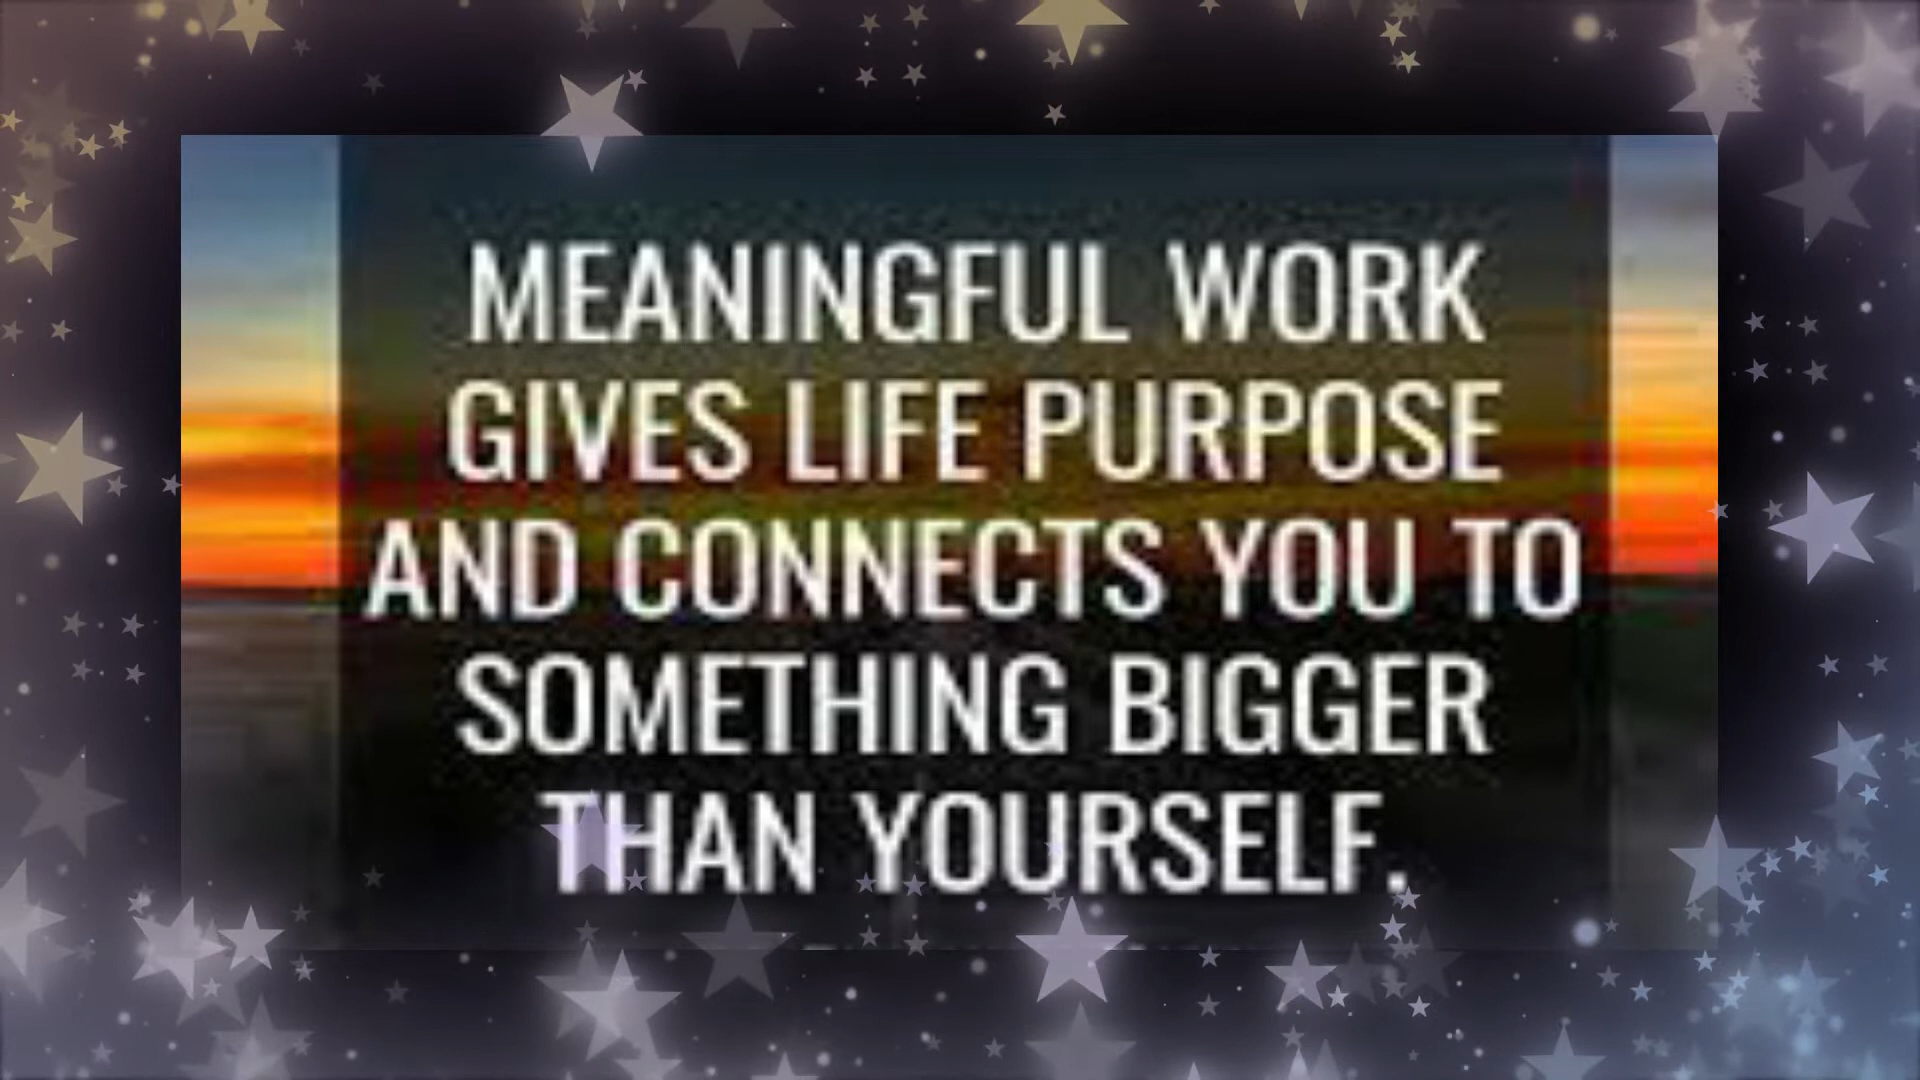 MEANINGFUL WORK
GIVES LIFE PURPOSE
AND CONNECTS YOU TO
SOMETHING BIGGER
THAN YOURSELF.